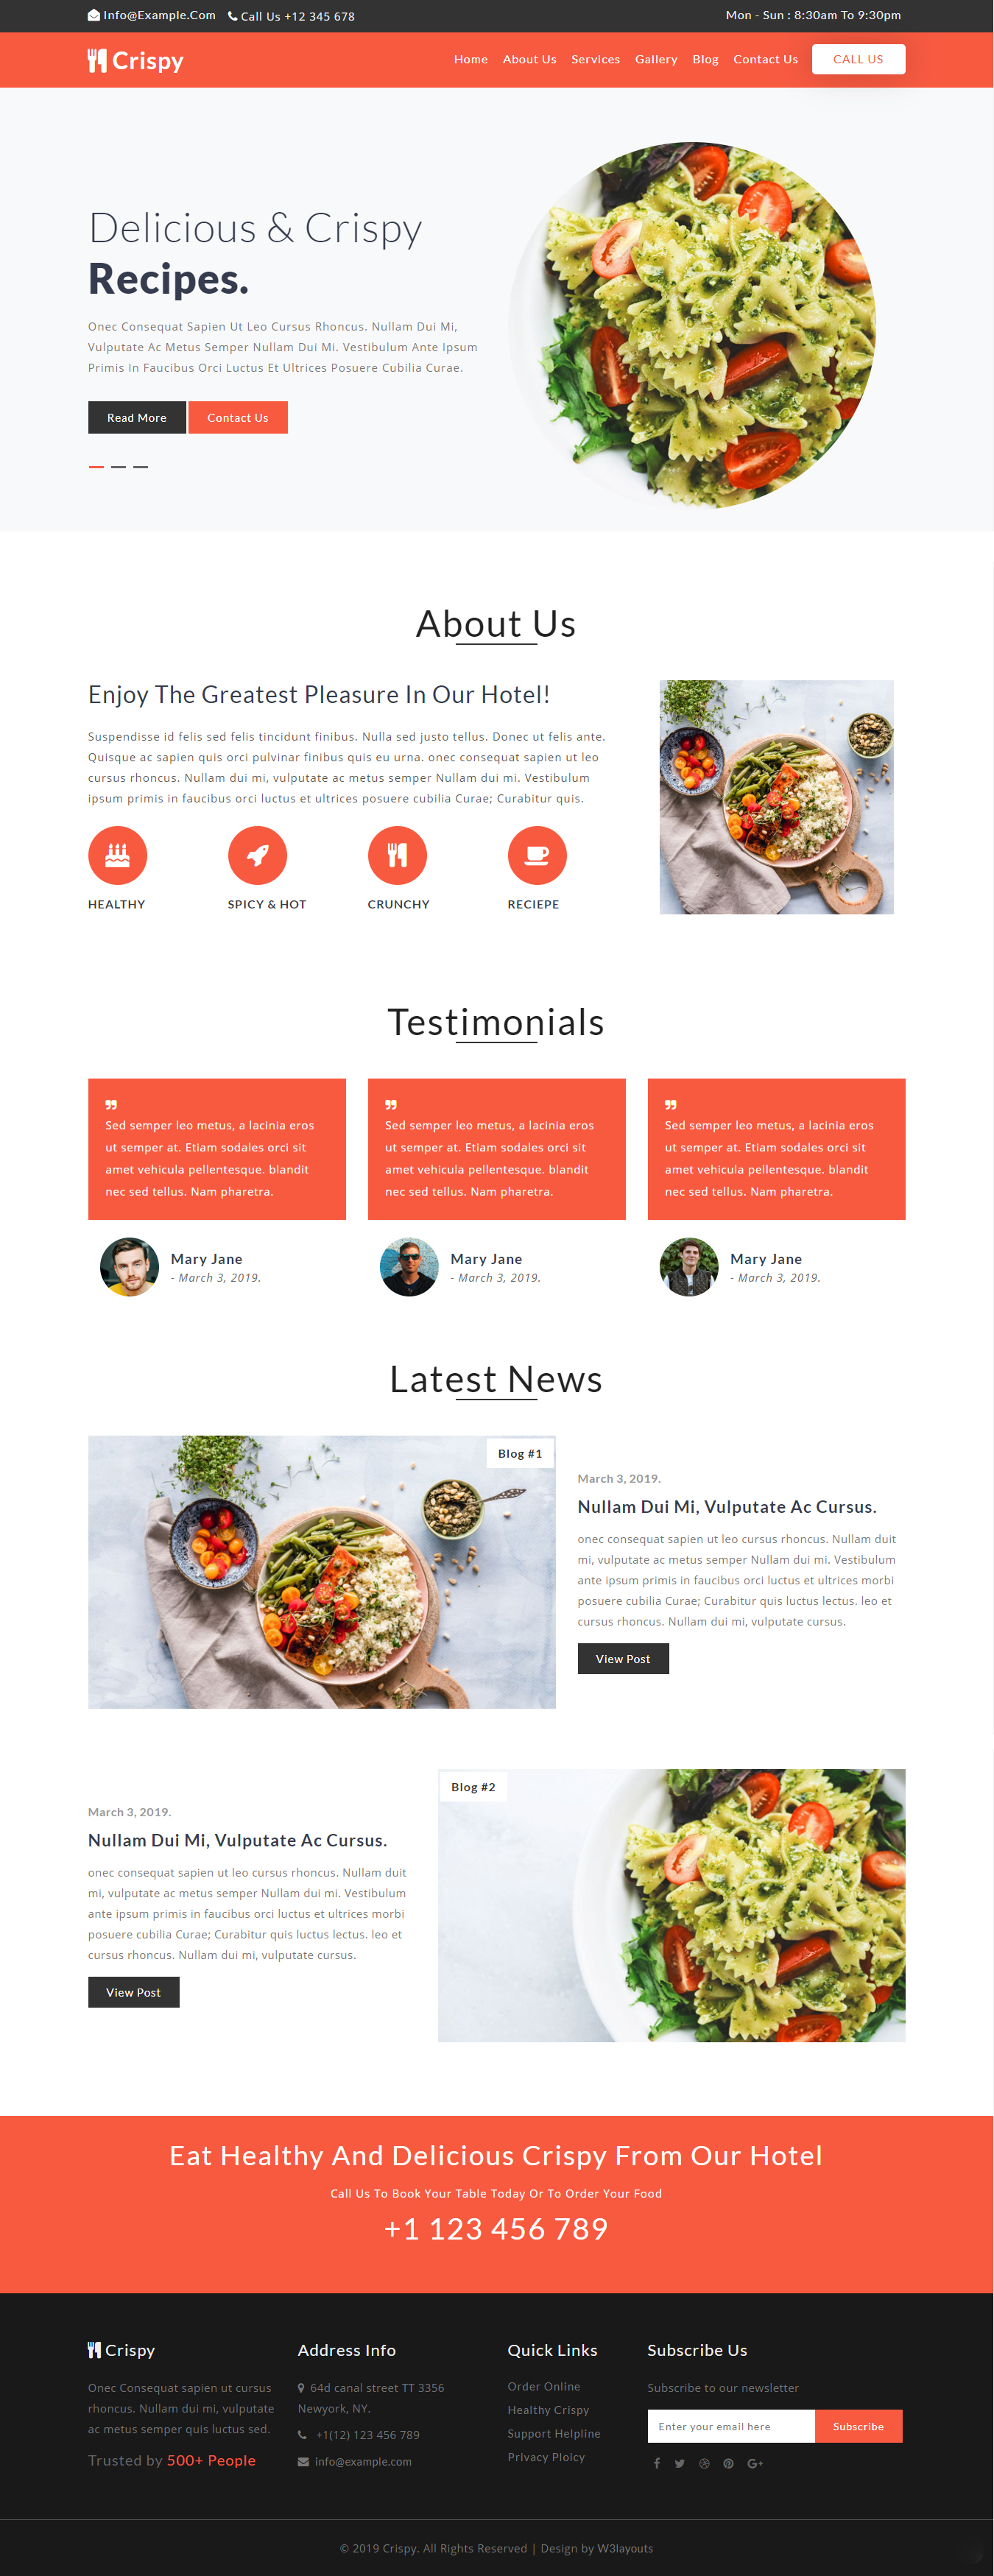 Info@Example.Com Call Us +12 345 678 Mon - Sun : 8:30am To 9:30pm
Crispy Home About Us Services Gallery Blog Contact Us CALL US
Delicious & Crispy
Recipes.
Onec Consequat Sapien Ut Leo Cursus Rhoncus. Nullam Dui Mi,
Vulputate Ac Metus Semper Nullam Dui Mi. Vestibulum Ante Ipsum
Primis In Faucibus Orci Luctus Et Ultrices Posuere Cubilia Curae.
Read More Contact Us
About Us
Enjoy The Greatest Pleasure In Our Hotel!
Suspendisse id felis sed felis tincidunt finibus. Nulla sed justo tellus. Donec ut felis ante.
Quisque ac sapien quis orci pulvinar finibus quis eu urna. onec consequat sapien ut leo
cursus rhoncus. Nullam dui mi, vulputate ac metus semper Nullam dui mi. Vestibulum
ipsum primis in faucibus orci luctus et ultrices posuere cubilia Curae; Curabitur quis.
HEALTHY SPICY & HOT CRUNCHY RECIEPE
Testimonials
Sed semper leo metus, a lacinia eros
ut semper at. Etiam sodales orci sit
amet vehicula pellentesque. blandit
nec sed tellus. Nam pharetra.
Mary Jane
- March 3, 2019.
Sed semper leo metus, a lacinia eros
ut semper at. Etiam sodales orci sit
amet vehicula pellentesque. blandit
nec sed tellus. Nam pharetra.
Mary Jane
- March 3, 2019.
Sed semper leo metus, a lacinia eros
ut semper at. Etiam sodales orci sit
amet vehicula pellentesque. blandit
nec sed tellus. Nam pharetra.
Mary Jane
- March 3, 2019.
Latest News
Blog #1
March 3, 2019.
Nullam Dui Mi, Vulputate Ac Cursus.
onec consequat sapien ut leo cursus rhoncus. Nullam duit
mi, vulputate ac metus semper Nullam dui mi. Vestibulum
ante ipsum primis in faucibus orci luctus et ultrices morbi
posuere cubilia Curae; Curabitur quis luctus lectus. leo et
cursus rhoncus. Nullam dui mi, vulputate cursus.
View Post
Blog #2
March 3, 2019.
Nullam Dui Mi, Vulputate Ac Cursus.
onec consequat sapien ut leo cursus rhoncus. Nullam duit
mi, vulputate ac metus semper Nullam dui mi. Vestibulum
ante ipsum primis in faucibus orci luctus et ultrices morbi
posuere cubilia Curae; Curabitur quis luctus lectus. leo et
cursus rhoncus. Nullam dui mi, vulputate cursus.
View Post
Eat Healthy And Delicious Crispy From Our Hotel
Call Us To Book Your Table Today Or To Order Your Food
+1 123 456 789
Crispy
Onec Consequat sapien ut cursus
rhoncus. Nullam dui mi, vulputate
ac metus semper quis luctus sed.
Trusted by 500+ People
Address Info
64d canal street TT 3356
Newyork, NY.
+1(12) 123 456 789
info@example.com
Quick Links
Order Online
Healthy Crispy
Support Helpline
Privacy Ploicy
Subscribe Us
Subscribe to our newsletter
Enter your email here Subscribe
© 2019 Crispy. All Rights Reserved | Design by W3layouts